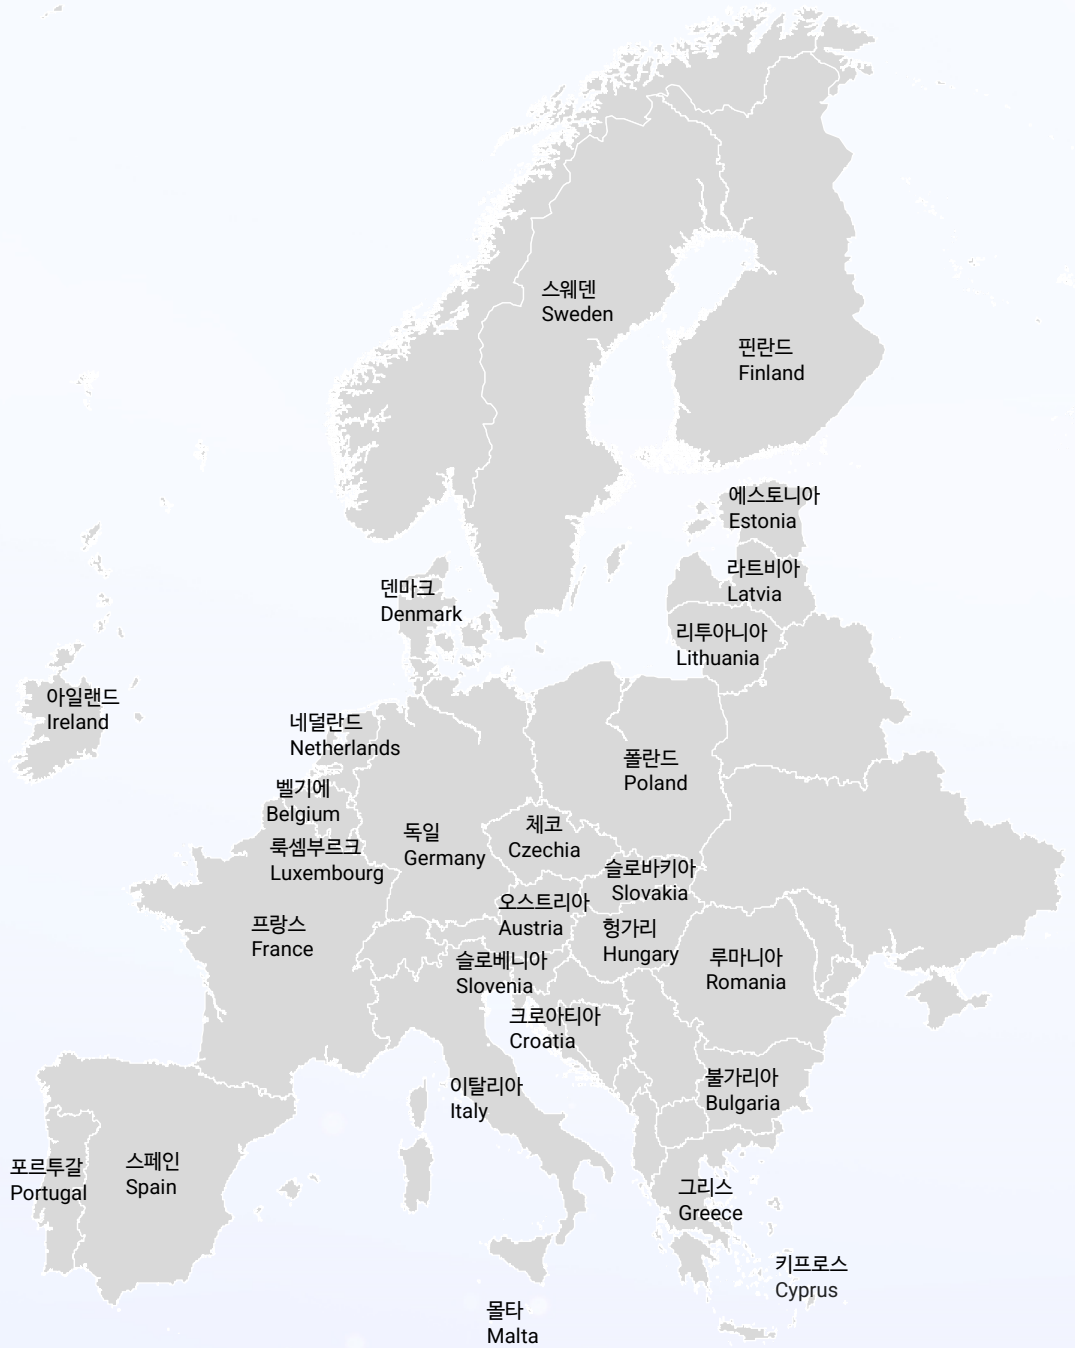 스웨덴
Sweden
핀란드
Finland
에스토니아
Estonia
라트비아
Latvia
덴마크
Denmark
리투아니아
Lithuania
아일랜드
Ireland
네덜란드
Netherlands
폴란드
Poland
벨기에
Belgium
체코
Czechia
독일
Germany
룩셈부르크
Luxembourg
슬로바키아
Slovakia
오스트리아
Austria
프랑스
France
헝가리
Hungary
루마니아
Romania
슬로베니아
Slovenia
크로아티아
Croatia
불가리아
Bulgaria
이탈리아
Italy
포르투갈
Portugal
스페인
Spain
그리스
Greece
키프로스
Cyprus
몰타
Malta